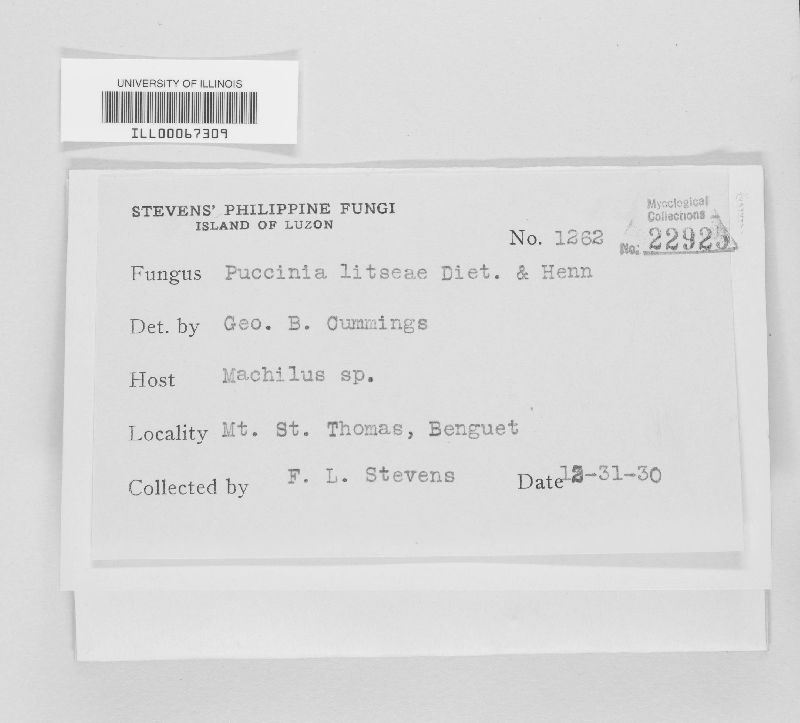 UNIVERSITY OF ILLINOIS
ILL00067309
STEVENS' PHILIPPINE FUNGI
ISLAND OF LUZON
Mycological
Collections
No. 1262
No: 22925
Fungus Puccinia litseae Diet. & Henn
Det. by Geo. B. Cummings
Host Machilus sp.
Locality Mt. St. Thomas, Benguet
Collected by F. L. Stevens Date 12-31-30